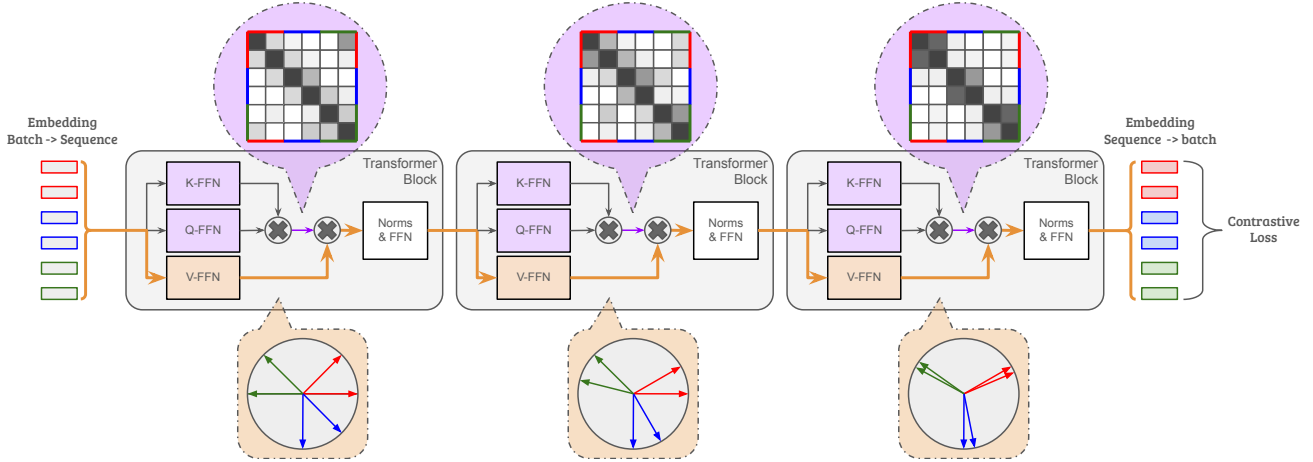 Embedding
Batch -> Sequence
Transformer
Block
K-FFN
Q-FFN
V-FFN
Norms
& FFN
Transformer
Block
K-FFN
Q-FFN
V-FFN
Norms
& FFN
Transformer
Block
K-FFN
Q-FFN
V-FFN
Norms
& FFN
Embedding
Sequence -> batch
Contrastive
Loss